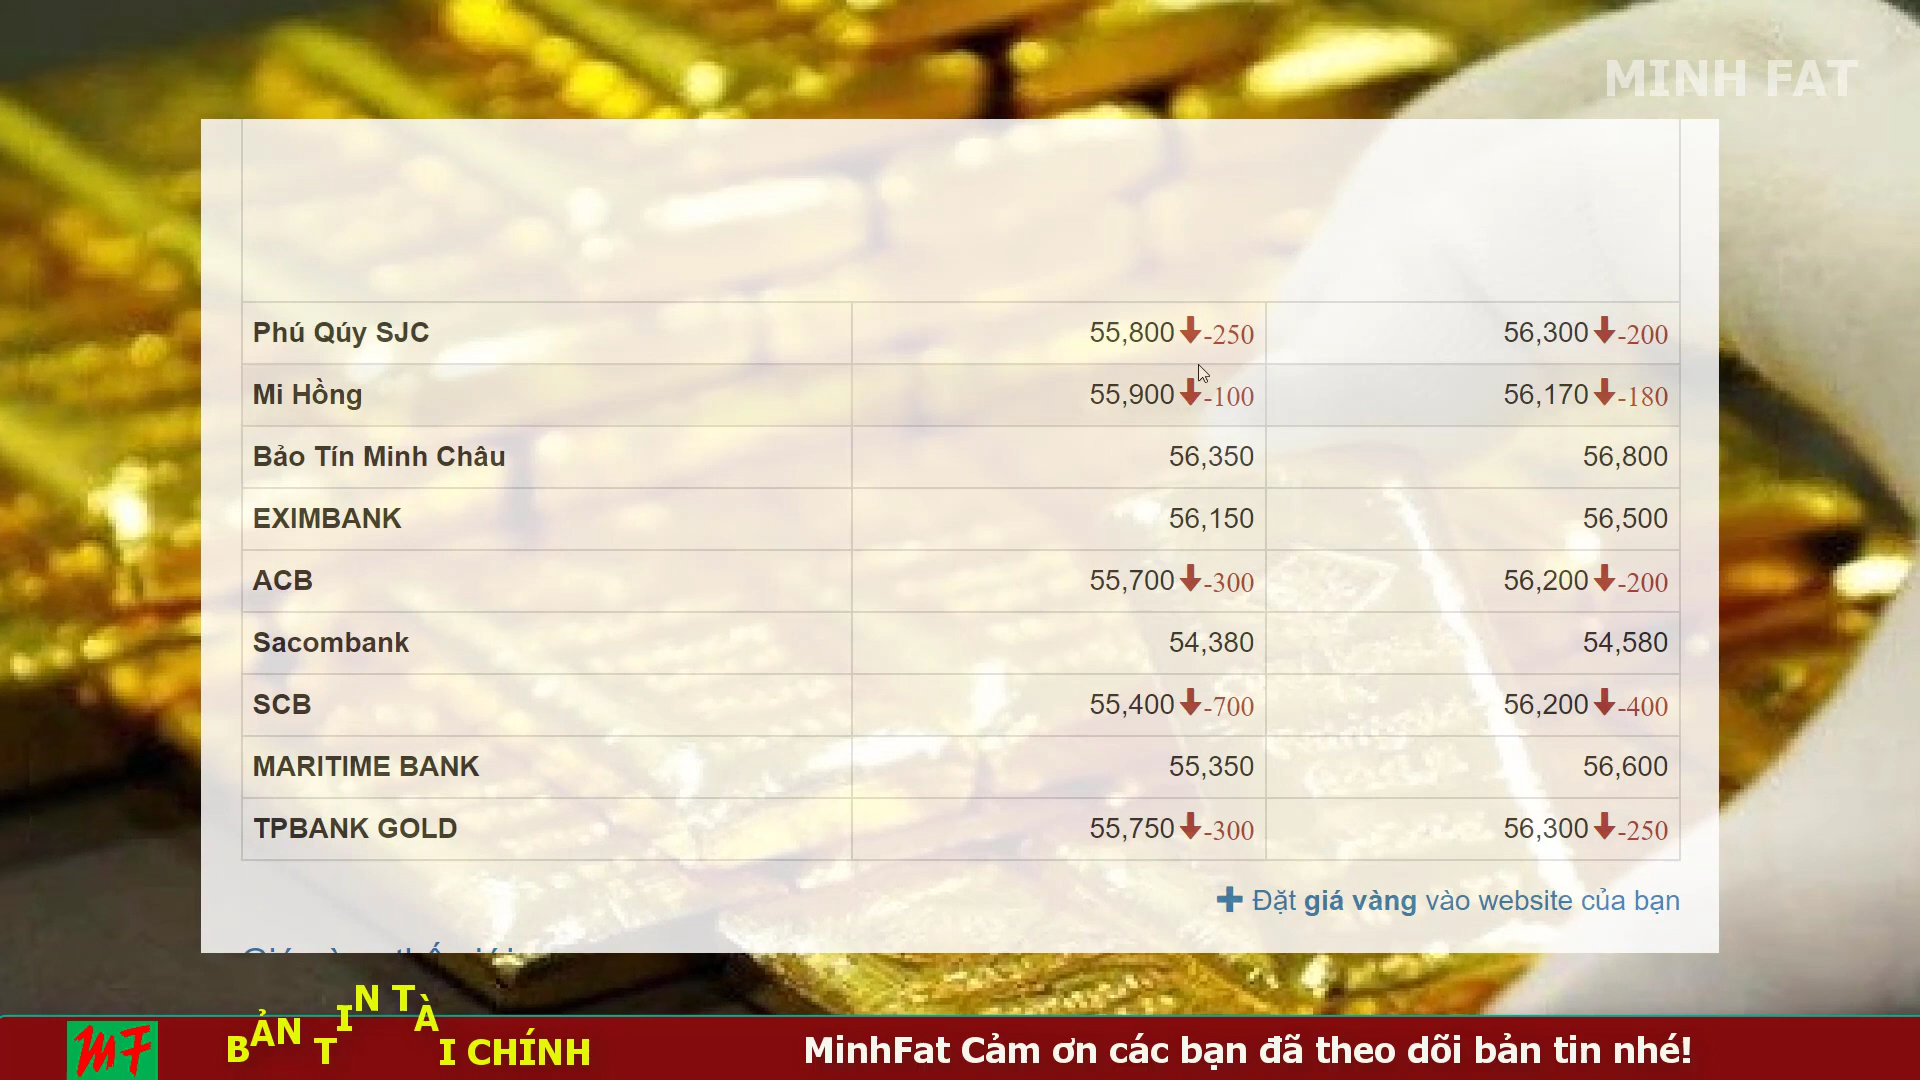 MINH FAT
Phú Qúy SJC 55,800 -250 56,300 -200
Mi Hồng 55,900 -100 56,170 -180
Bảo Tín Minh Châu 56,350 56,800
EXIMBANK 56,150 56,500
ACB 55,700 -300 56,200 -200
Sacombank 54,380 54,580
SCB 55,400 -700 56,200 -400
MARITIME BANK 55,350 56,600
TPBANK GOLD 55,750 -300 56,300 -250
Đặt giá vàng vào website của bạn
MF BẢN TIN TÀI CHÍNH MinhFat Cảm ơn các bạn đã theo dõi bản tin nhé!